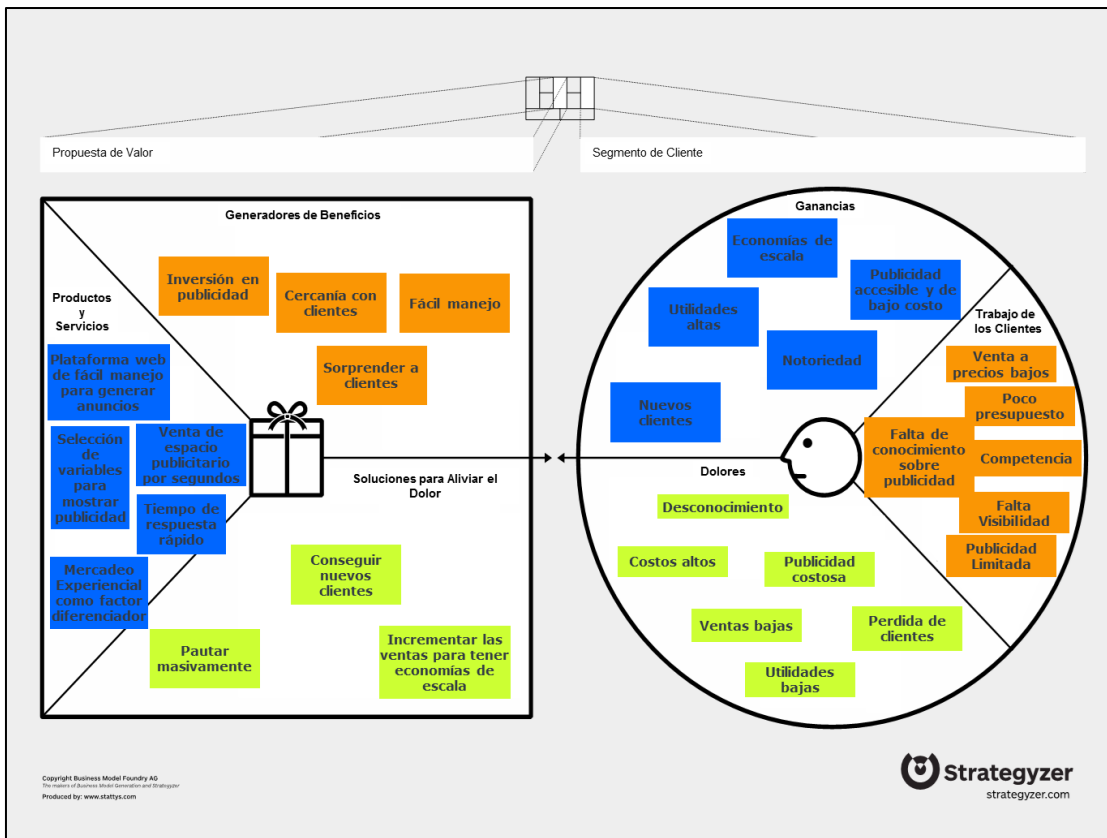 Propuesta de Valor
Segmento de Cliente
Generadores de Beneficios
Inversión en
publicidad
Cercanía con
clientes
Fácil manejo
Sorprender a
clientes
Productos
y
Servicios
Plataforma web
de fácil manejo
para generar
anuncios
Selección
de
variables
para
mostrar
publicidad
Venta de
espacio
publicitario
por segundos
Tiempo de
respuesta
rápido
Mercadeo
Experiencial
como factor
diferenciador
Soluciones para Aliviar el
Dolor
Conseguir
nuevos
clientes
Pautar
masivamente
Incrementar las
ventas para tener
economías de
escala
Ganancias
Economías de
escala
Publicidad
accesible y de
bajo costo
Utilidades
altas
Notoriedad
Nuevos
clientes
Trabajo de
los Clientes
Venta a
precios bajos
Poco
presupuesto
Falta de
conocimiento
sobre
publicidad
Competencia
Falta
Visibilidad
Publicidad
Limitada
Dolores
Desconocimiento
Costos altos
Publicidad
costosa
Ventas bajas
Perdida de
clientes
Utilidades
bajas
Copyright Business Model Foundry AG
The makers of Business Model Generation and Strategyzer
Produced by: www.stattys.com
Strategyzer
strategyzer.com